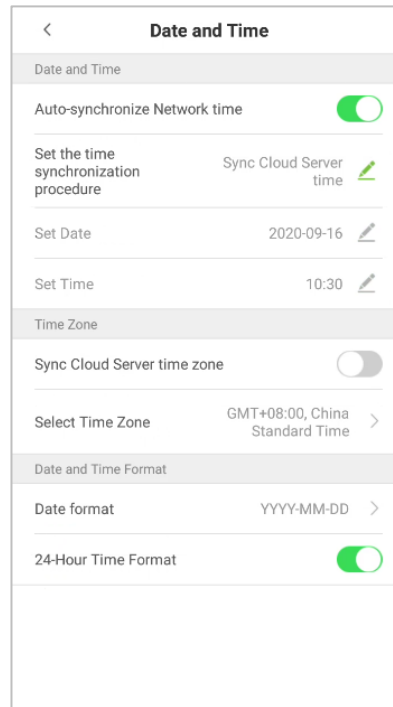 Date and Time
Date and Time
Auto-synchronize Network time
Set the time
synchronization
procedure
Sync Cloud Server
time
Set Date
2020-09-16
Set Time
10:30
Time Zone
Sync Cloud Server time zone
Select Time Zone
GMT+08:00, China
Standard Time
Date and Time Format
Date format
YYYY-MM-DD
24-Hour Time Format